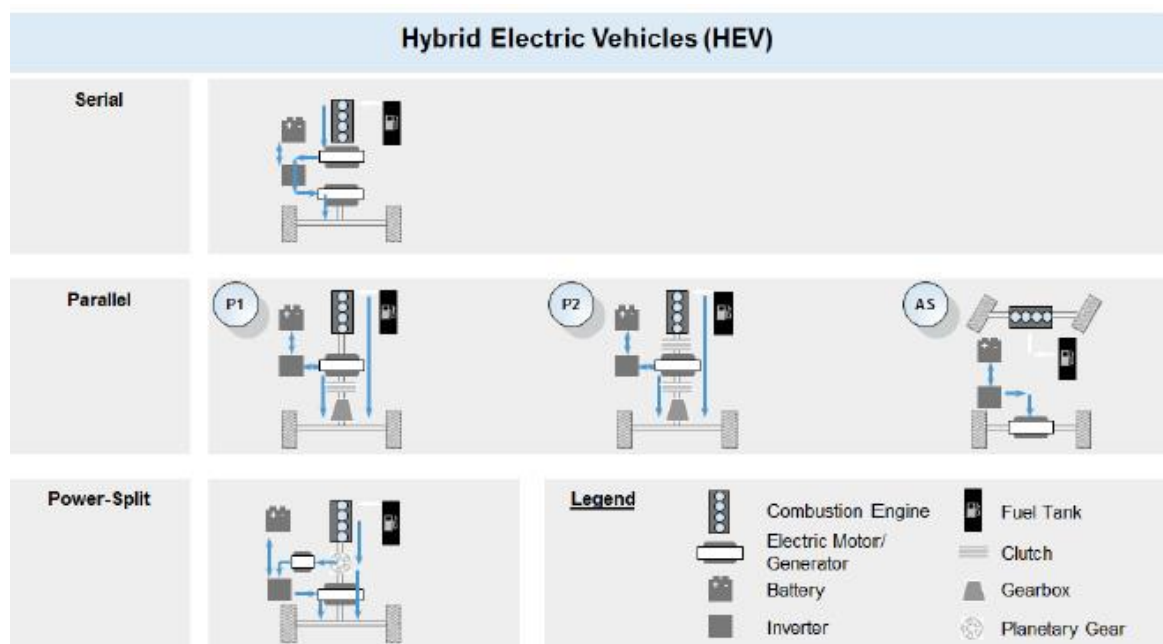 Hybrid Electric Vehicles (HEV)
Serial
Parallel
P1
P2
AS
Power-Split
Legend
Combustion Engine
Fuel Tank
Electric Motor/
Generator
Clutch
Battery
Gearbox
Inverter
Planetary Gear